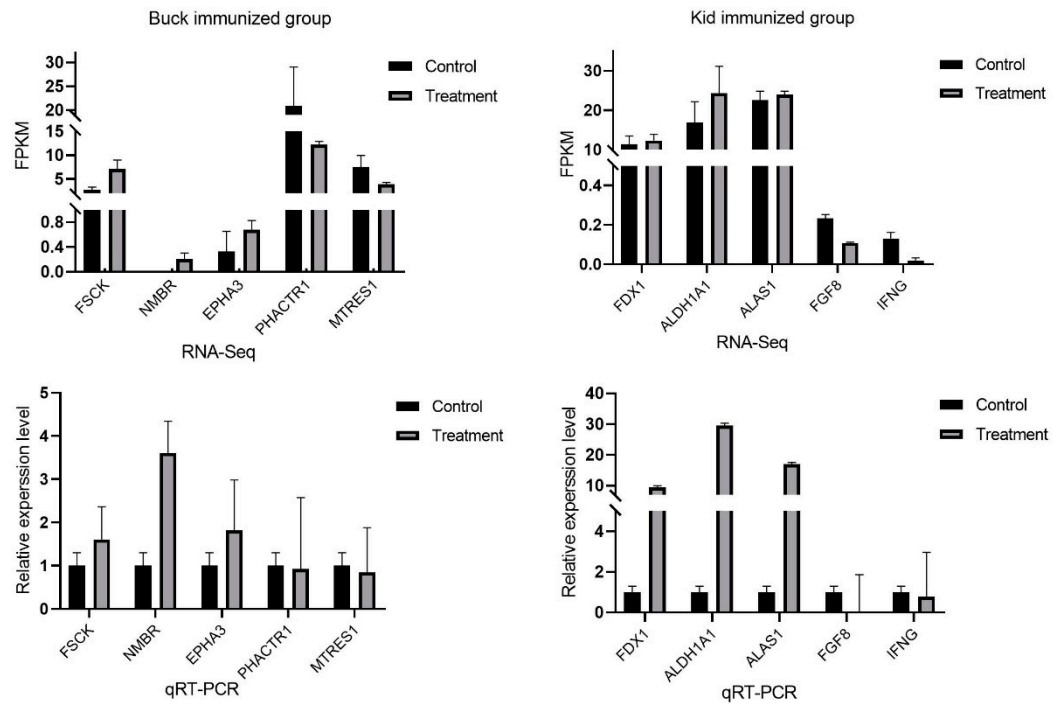 Buck immunized group
Control
Treatment
FPKM
30
25
20
15
10
5
0.8
0.4
0.0
FSCK
NMBR
EPHA3
PHACTR1
MTRES1
RNA-Seq
Kid immunized group
Control
Treatment
FPKM
30
20
10
0.4
0.2
0.0
FDX1
ALDH1A1
ALAS1
FGF8
IFNG
RNA-Seq
Control
Treatment
Relative experssion level
5
4
3
2
1
0
FSCK
NMBR
EPHA3
PHACTR1
MTRES1
qRT-PCR
Control
Treatment
Relative experssion level
40
30
20
10
4
2
0
FDX1
ALDH1A1
ALAS1
FGF8
IFNG
qRT-PCR